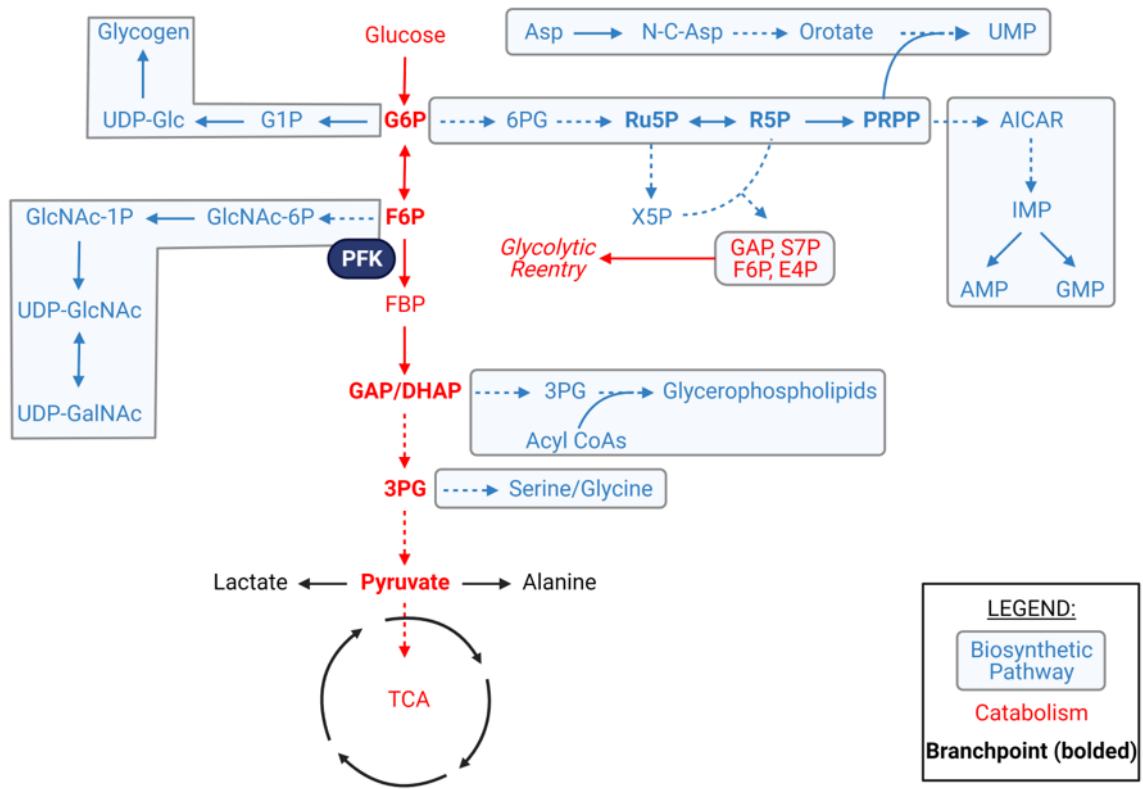 Glycogen
Glucose
Asp N-C-Asp Orotate UMP
UDP-Glc G1P G6P 6PG Ru5P R5P PRPP AICAR
GlcNAc-1P GlcNAc-6P F6P X5P IMP
PFK
Glycolytic
Reentry
GAP, S7P
F6P, E4P
AMP GMP
UDP-GlcNAc FBP
GAP/DHAP 3PG Glycerophospholipids
UDP-GalNAc
Acyl CoAs
3PG Serine/Glycine
Lactate Pyruvate Alanine
TCA
LEGEND:
Biosynthetic
Pathway
Catabolism
Branchpoint (bolded)